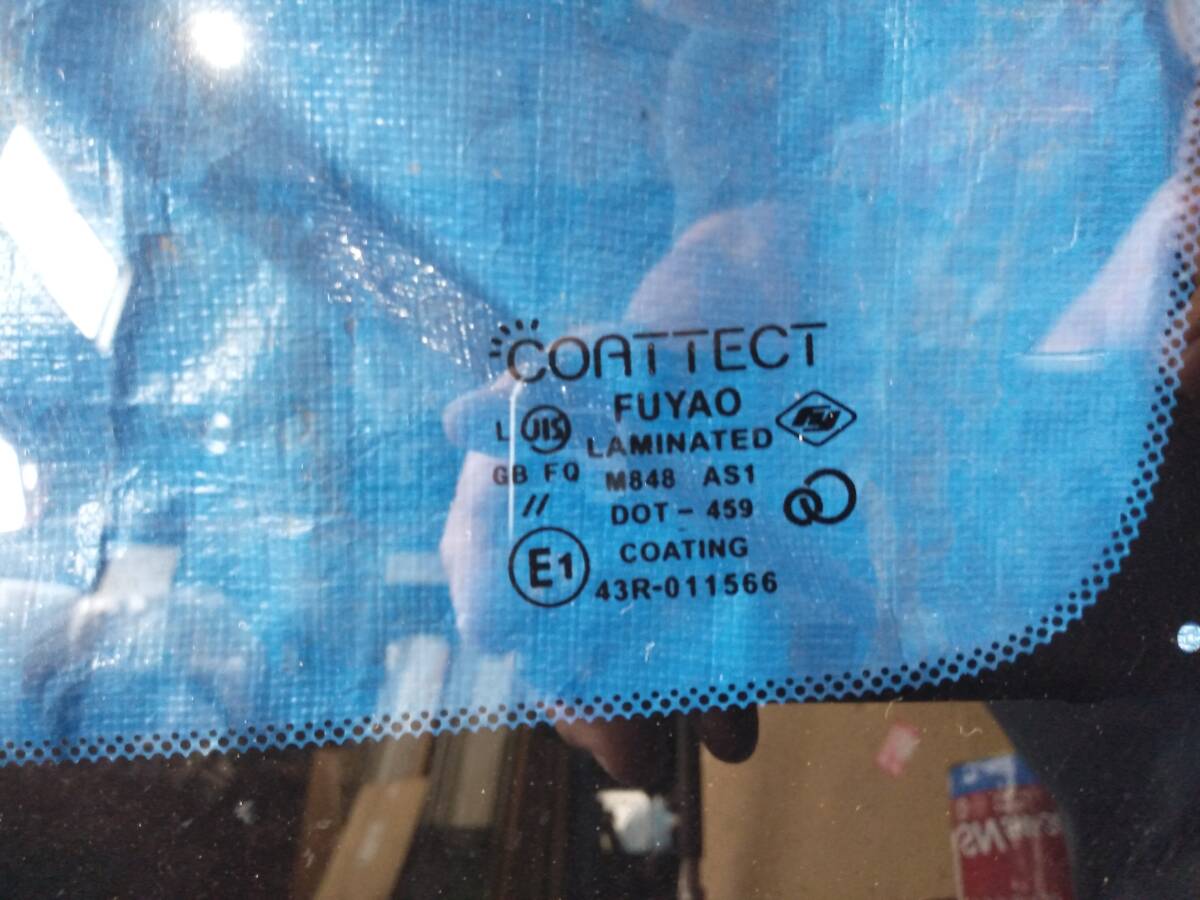 COATTECT
FUYAO
L JIS LAMINATED
GB FQ M848 AS1
// DOT - 459
COATING
E1 43R-011566